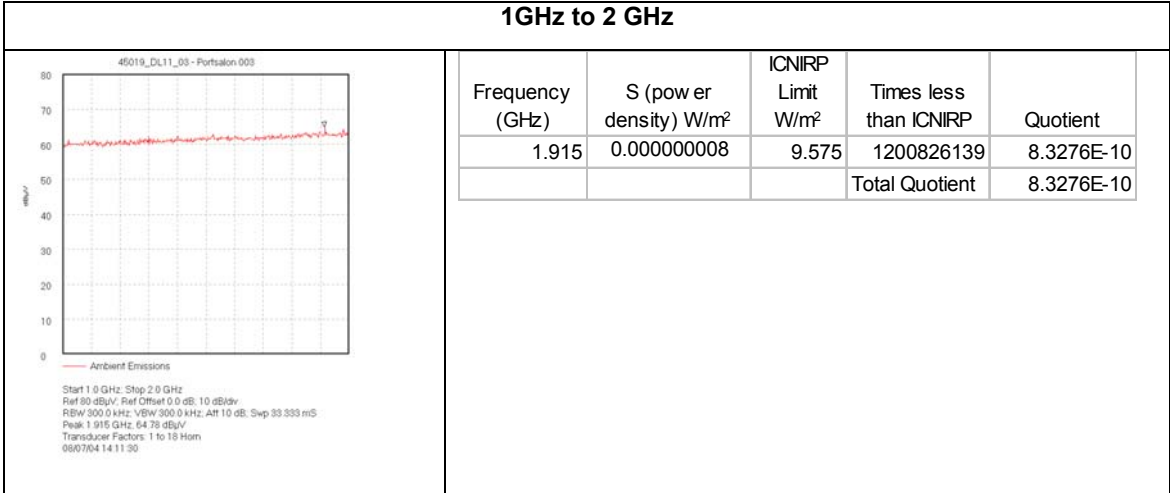 1GHz to 2 GHz
45019_DL11_03 - Portsalon 003
80
70
60
50
40
30
20
10
0
dBµV
Ambient Emissions
Start 1.0 GHz; Stop 2.0 GHz
Ref 80 dBµV; Ref Offset 0.0 dB; 10 dB/div
RBW 300.0 kHz; VBW 300.0 kHz; Att 10 dB; Swp 33.333 mS
Peak 1.915 GHz, 64.78 dBµV
Transducer Factors: 1 to 18 Horn
08/07/04 14:11:30
Frequency (GHz) S (pow er density) W/m² ICNIRP Limit W/m² Times less than ICNIRP Quotient
1.915 0.000000008 9.575 1200826139 8.3276E-10
Total Quotient 8.3276E-10